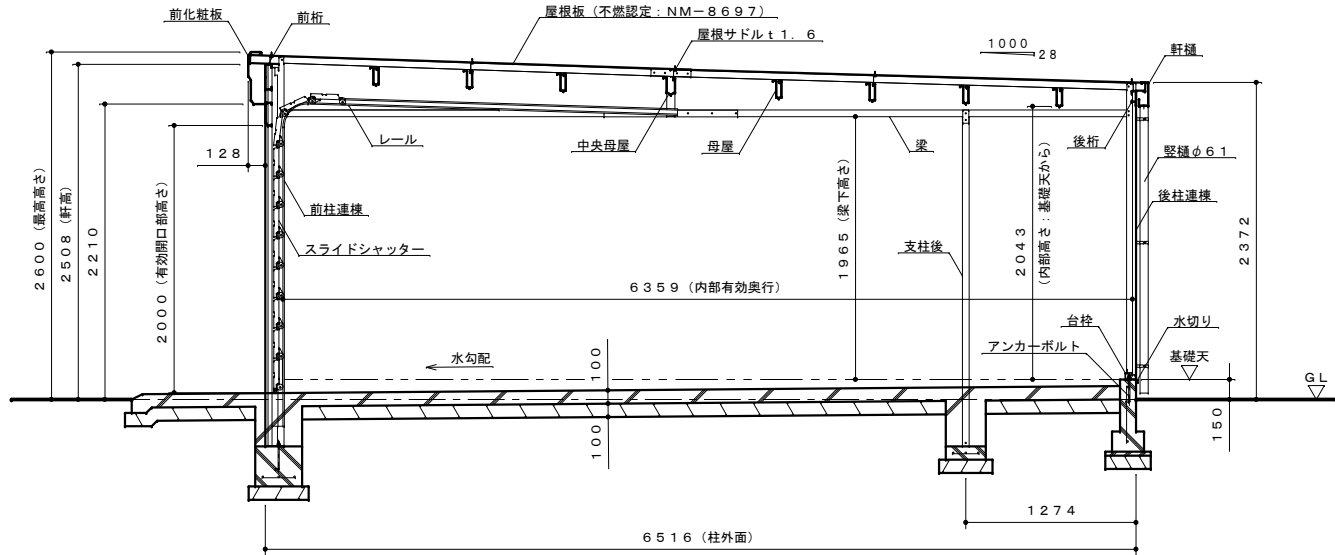 前化粧板
前桁
屋根板（不燃認定：ＮＭ－８６９７）
屋根サドルｔ１．６
１０００
２８
軒樋
レール
中央母屋
母屋
梁
後桁
竪樋φ６１
１２８
前柱連棟
後柱連棟
スライドシャッター
支柱後
２６００（最高高さ）
２５０８（軒高）
２２１０
２０００（有効開口部高さ）
１９６５（梁下高さ）
２０４３
（内部高さ：基礎天から）
２３７２
６３５９（内部有効奥行）
台枠
水切り
アンカーボルト
基礎天
水勾配
１００
１００
ＧＬ
１５０
１２７４
６５１６（柱外面）